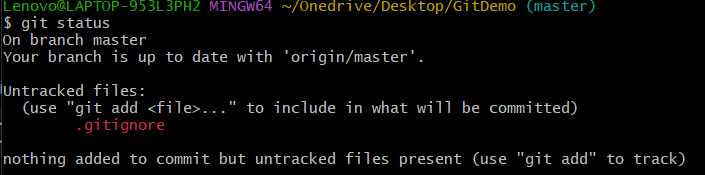 Lenovo@LAPTOP-953L3PH2 MINGW64 ~/Onedrive/Desktop/GitDemo (master)
$ git status
On branch master
Your branch is up to date with 'origin/master'.
Untracked files:
  (use "git add <file>..." to include in what will be committed)
        .gitignore
nothing added to commit but untracked files present (use "git add" to track)